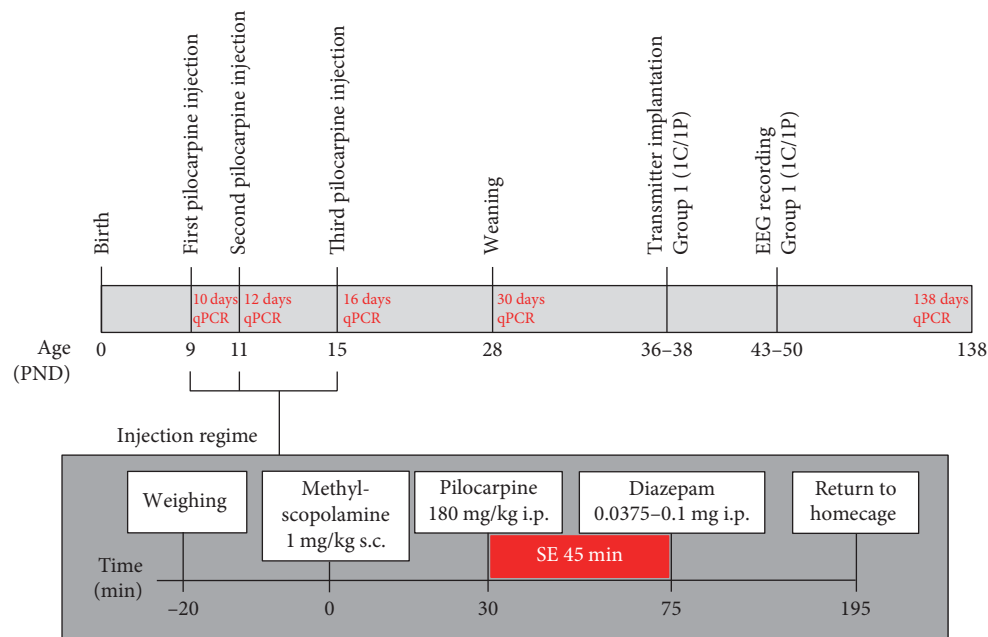 Birth
First pilocarpine injection
Second pilocarpine injection
Third pilocarpine injection
Weaning
Transmitter implantation
Group 1 (1C/1P)
EEG recording
Group 1 (1C/1P)
10 days
qPCR
12 days
qPCR
16 days
qPCR
30 days
qPCR
138 days
qPCR
Age
(PND)
0
9
11
15
28
36–38
43–50
138
Injection regime
Weighing
Methyl-
scopolamine
1 mg/kg s.c.
Pilocarpine
180 mg/kg i.p.
Diazepam
0.0375–0.1 mg i.p.
Return to
homecage
SE 45 min
Time
(min)
–20
0
30
75
195